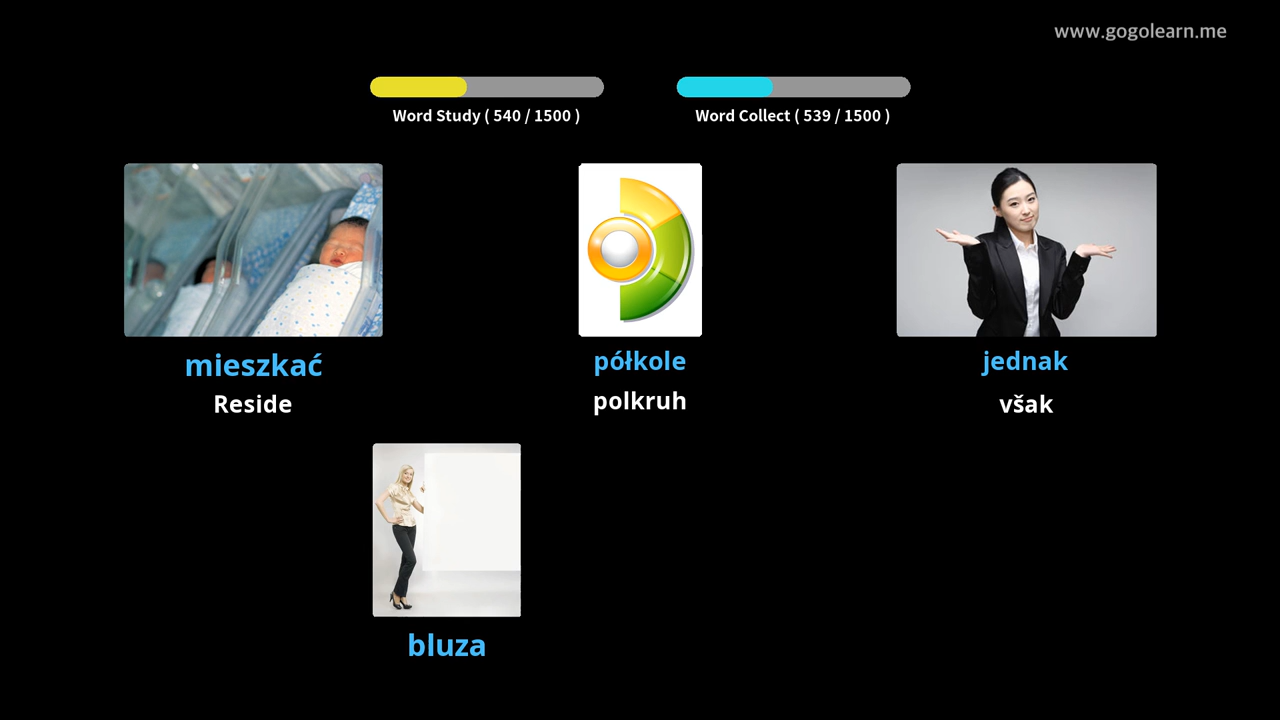 www.gogolearn.me
Word Study ( 540 / 1500 )
Word Collect ( 539 / 1500 )
mieszkać
Reside
półkole
polkruh
jednak
však
bluza